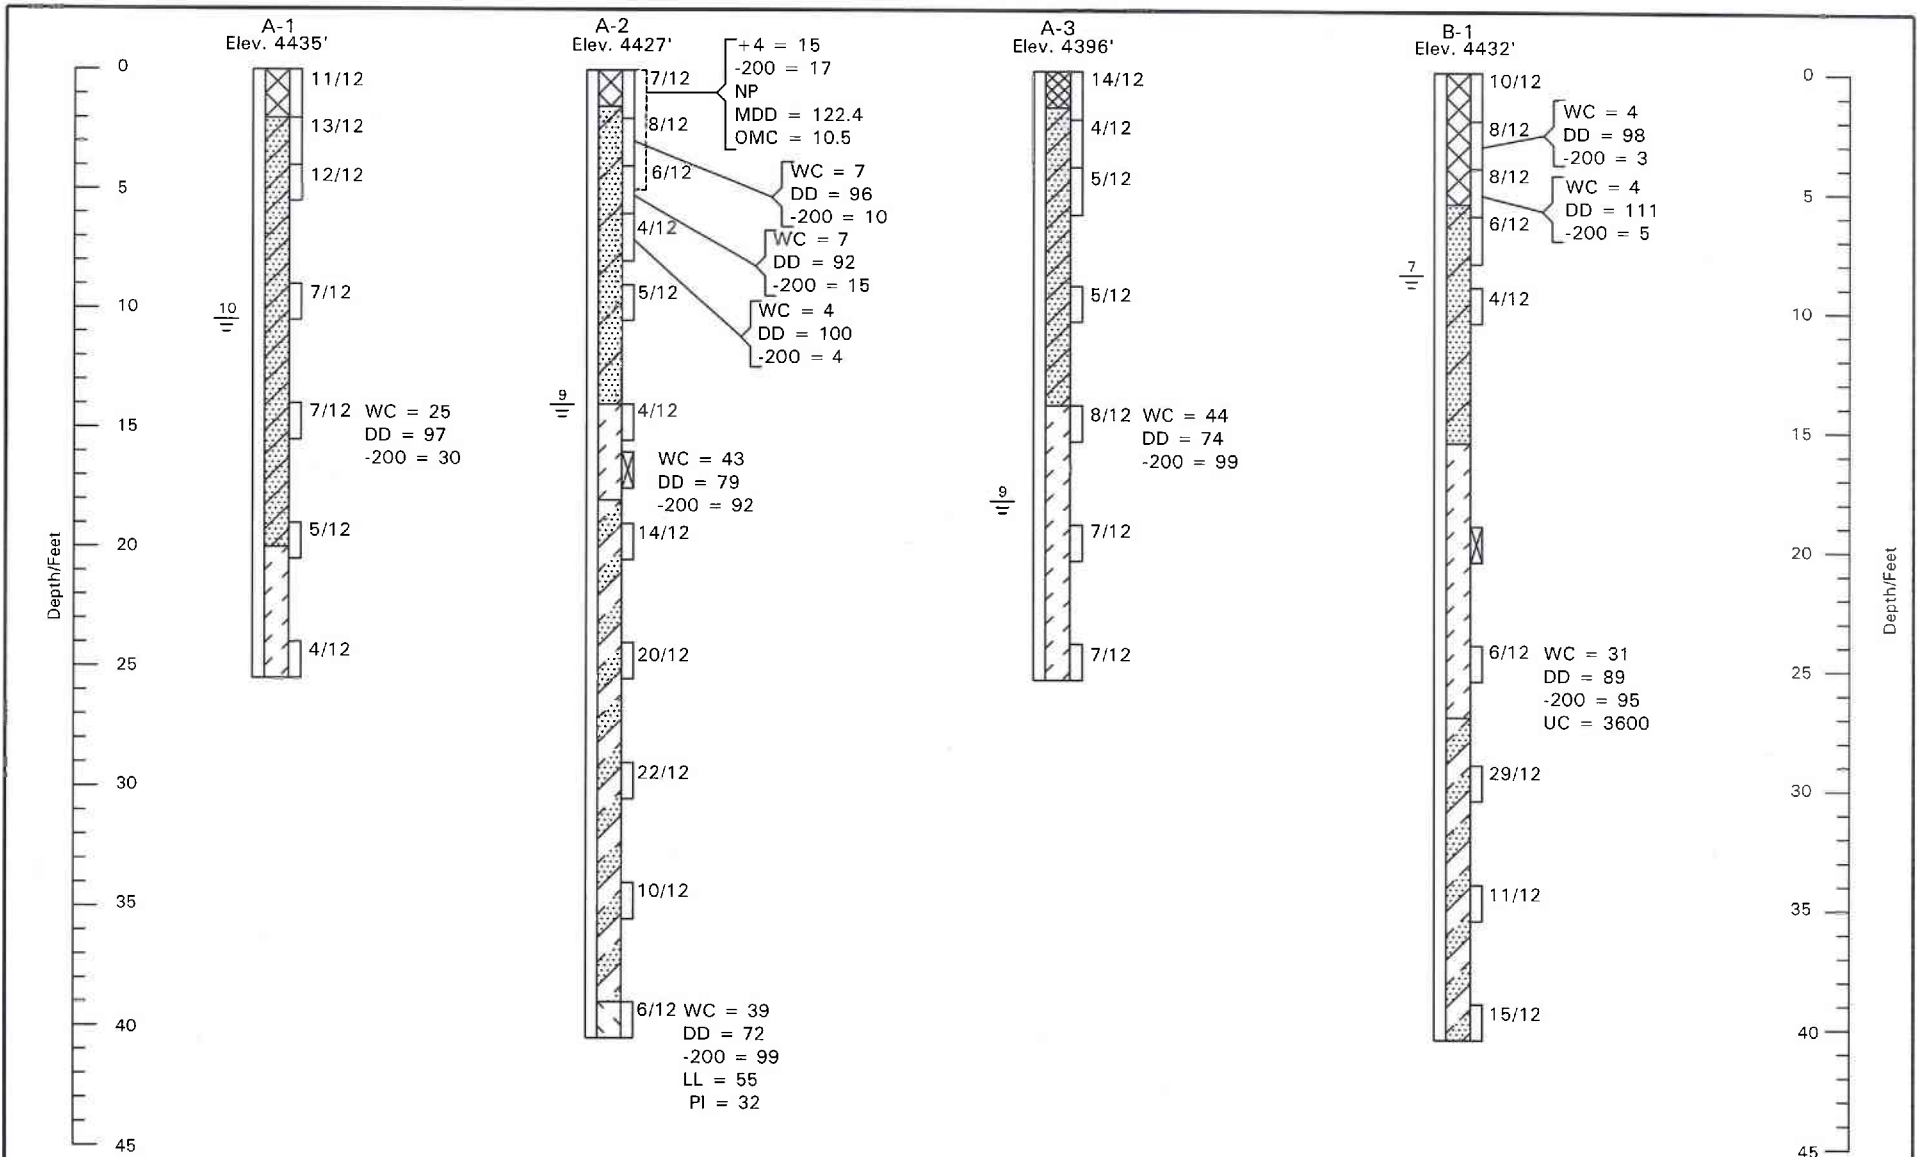 A-1
Elev. 4435'
A-2
Elev. 4427'
A-3
Elev. 4396'
B-1
Elev. 4432'
Depth/Feet
0
5
10
15
20
25
30
35
40
45
11/12
13/12
12/12
7/12
10
7/12
WC = 25
DD = 97
-200 = 30
5/12
4/12
7/12
8/12
6/12
4/12
5/12
9
4/12
+4 = 15
-200 = 17
NP
MDD = 122.4
OMC = 10.5
WC = 7
DD = 96
-200 = 10
WC = 7
DD = 92
-200 = 15
WC = 4
DD = 100
-200 = 4
WC = 43
DD = 79
-200 = 92
14/12
20/12
22/12
10/12
6/12
WC = 39
DD = 72
-200 = 99
LL = 55
PI = 32
14/12
4/12
5/12
5/12
8/12
WC = 44
DD = 74
-200 = 99
9
7/12
7/12
10/12
8/12
8/12
6/12
WC = 4
DD = 98
-200 = 3
WC = 4
DD = 111
-200 = 5
7
4/12
6/12
WC = 31
DD = 89
-200 = 95
UC = 3600
29/12
11/12
15/12
0
5
10
15
20
25
30
35
40
45
Depth/Feet